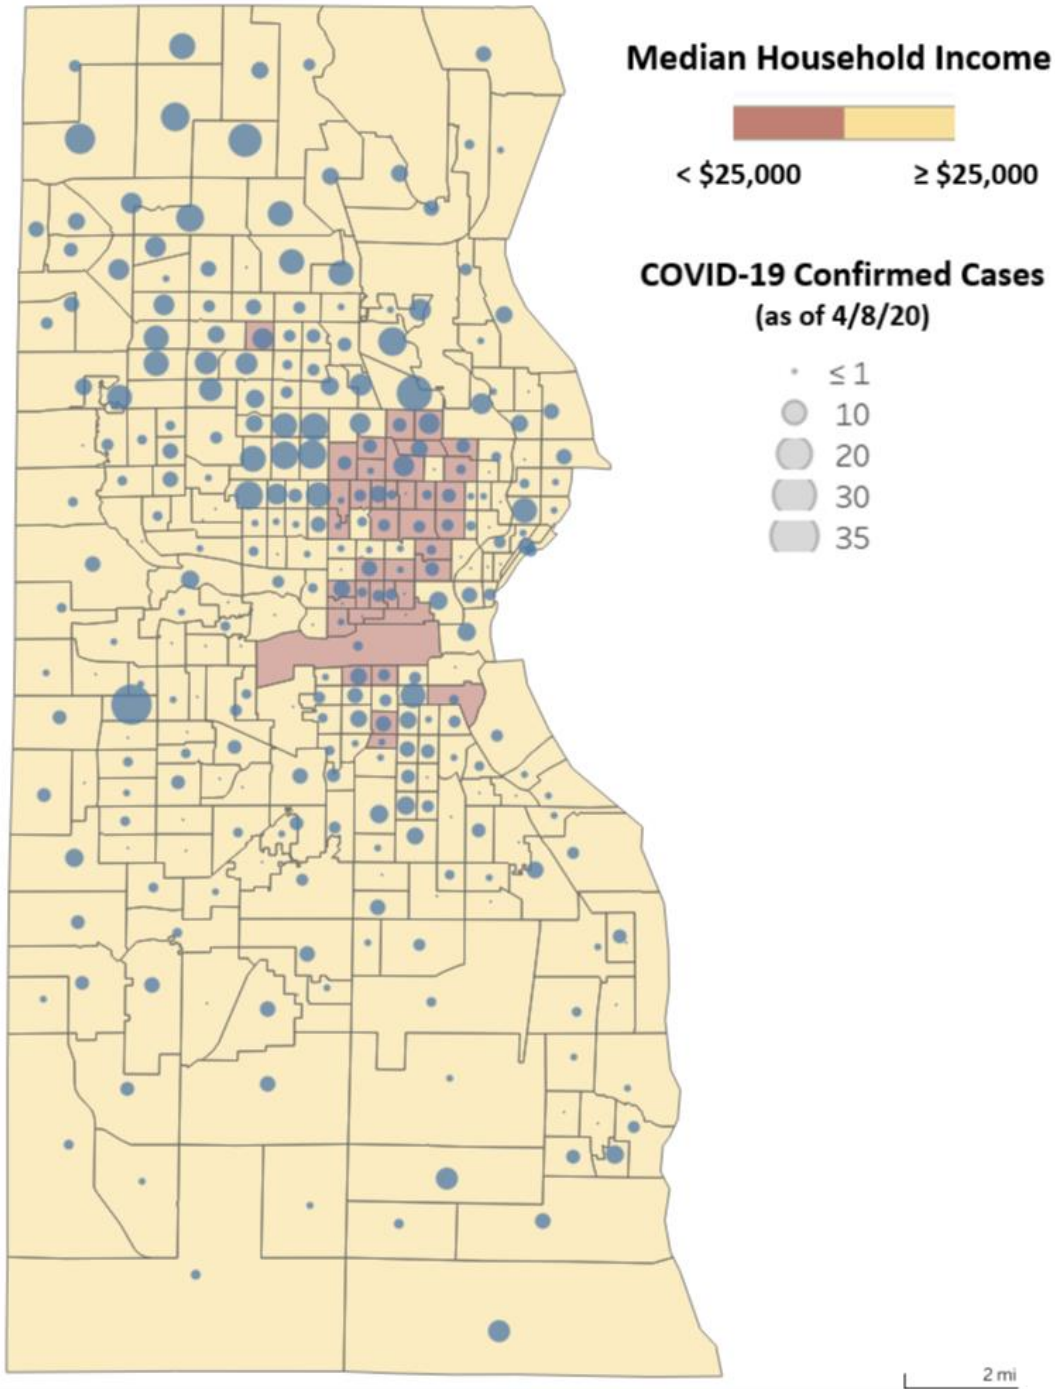 Median Household Income
< $25,000 ≥ $25,000
COVID-19 Confirmed Cases
(as of 4/8/20)
≤ 1
10
20
30
35
2 mi